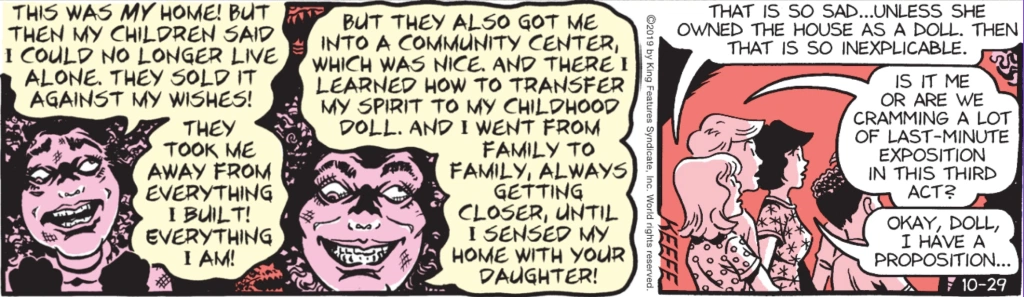 THIS WAS MY HOME! BUT
THEN MY CHILDREN SAID
I COULD NO LONGER LIVE
ALONE. THEY SOLD IT
AGAINST MY WISHES!
THEY
TOOK ME
AWAY FROM
EVERYTHING
I BUILT!
EVERYTHING
I AM!
BUT THEY ALSO GOT ME
INTO A COMMUNITY CENTER,
WHICH WAS NICE. AND THERE I
LEARNED HOW TO TRANSFER
MY SPIRIT TO MY CHILDHOOD
DOLL. AND I WENT FROM
FAMILY TO
FAMILY, ALWAYS
GETTING
CLOSER, UNTIL
I SENSED MY
HOME WITH YOUR
DAUGHTER!
©2019 by King Features Syndicate, Inc. World rights reserved.
THAT IS SO SAD...UNLESS SHE
OWNED THE HOUSE AS A DOLL. THEN
THAT IS SO INEXPLICABLE.
IS IT ME
OR ARE WE
CRAMMING A LOT
OF LAST-MINUTE
EXPOSITION
IN THIS THIRD
ACT?
OKAY, DOLL,
I HAVE A
PROPOSITION...
10-29